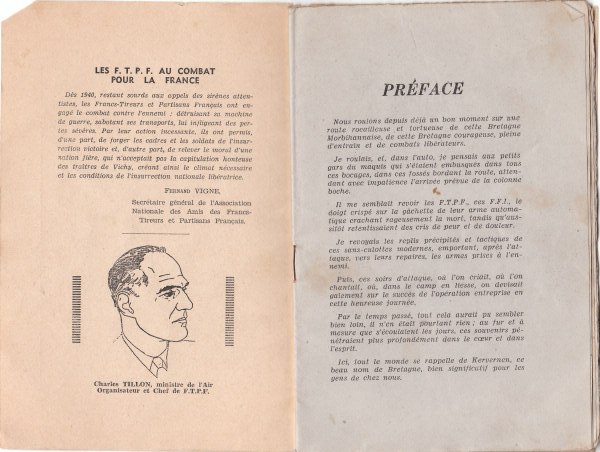 LES F. T. P. F. AU COMBAT
POUR LA FRANCE
Dès 1940, restant sourds aux appels des sirènes atten-
tistes, les Francs-Tireurs et Partisans Français ont en-
gagé le combat contre l'ennemi : détruisant sa machine
de guerre, sabotant ses transports, lui infligeant des per-
tes sévères. Par leur action incessante, ils ont permis,
d'une part, de forger les cadres et les soldats de l'insur-
rection victoire et, d'autre part, de relever le moral d'une
nation fière, qui n'acceptait pas la capitulation honteuse
des traîtres de Vichy, créant ainsi le climat nécessaire
et les conditions de l'insurrection nationale libératrice.
FERNAND VIGNE,
Secrétaire général de l'Association
Nationale des Amis des Francs-
Tireurs et Partisans Français.
Charles TILLON, ministre de l'Air
Organisateur et Chef de F.T.P.F.
PRÉFACE
Nous roulions depuis déjà un bon moment sur une
route rocailleuse et tortueuse de cette Bretagne
Morbihannaise, de cette Bretagne courageuse, pleine
d'entrain et de combats libérateurs.
Je roulais, et, dans l'auto, je pensais aux petits
gars du maquis qui s'étaient embusqués dans tous
ces bocages, dans ces fossés bordant la route, atten-
dant avec impatience l'arrivée prévue de la colonne
boche.
Il me semblait revoir les F.T.P.F., ces F.F.I., le
doigt crispé sur la gâchette de leur arme automa-
tique crachant rageusement la mort, tandis qu'aus-
sitôt retentissaient des cris de peur et de douleur.
Je revoyais les replis précipités et tactiques de
ces sans-culottes modernes, emportant, après l'at-
taque, vers leurs repaires, les armes prises à l'en-
nemi.
Puis, ces soirs d'attaque, où l'on criait, où l'on
chantait, où, dans le camp en liesse, on devisait
gaiement sur le succès de l'opération entreprise en
cette heureuse journée.
Par le temps passé, tout cela aurait pu sembler
bien loin, il n'en était pourtant rien ; au fur et à
mesure que s'écoulaient les jours, ces souvenirs pé-
nétraient plus profondément dans le cœur et dans
l'esprit.
Ici, tout le monde se rappelle de Kervernen, ce
beau nom de Bretagne, bien significatif pour les
gens de chez nous.